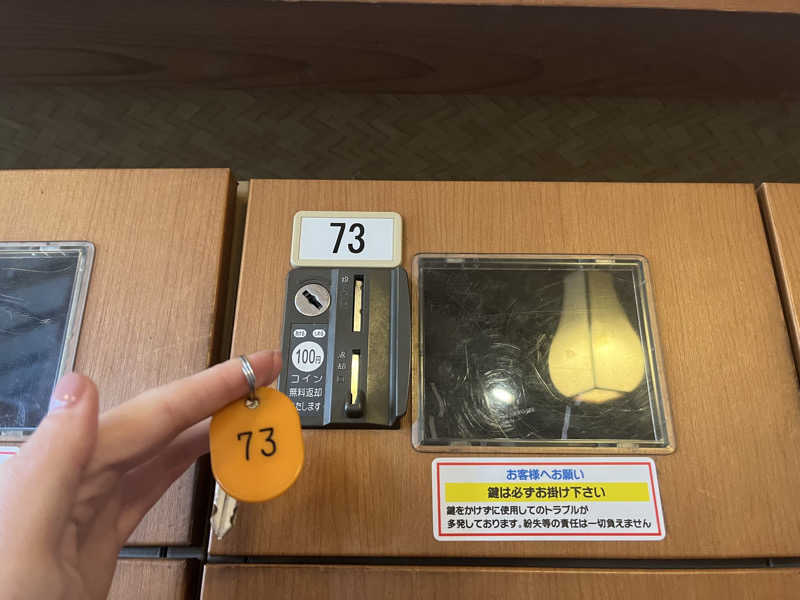 73
100円
コイン
無料返却
たします
73
お客様へお願い
鍵は必ずお掛け下さい
鍵をかけずに使用してのトラブルが
多発しております。紛失等の責任は一切負えません